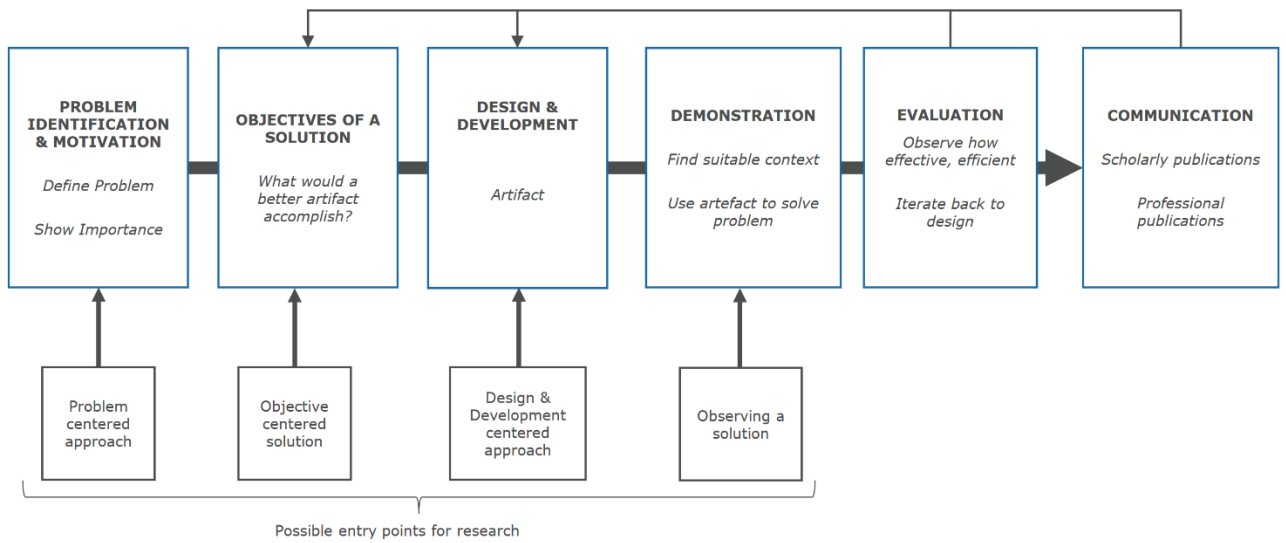 PROBLEM
IDENTIFICATION
& MOTIVATION
Define Problem
Show Importance
OBJECTIVES OF A
SOLUTION
What would a
better artifact
accomplish?
DESIGN &
DEVELOPMENT
Artifact
DEMONSTRATION
Find suitable context
Use artefact to solve
problem
EVALUATION
Observe how
effective, efficient
Iterate back to
design
COMMUNICATION
Scholarly publications
Professional
publications
Problem
centered
approach
Objective
centered
solution
Design &
Development
centered
approach
Observing a
solution
Possible entry points for research